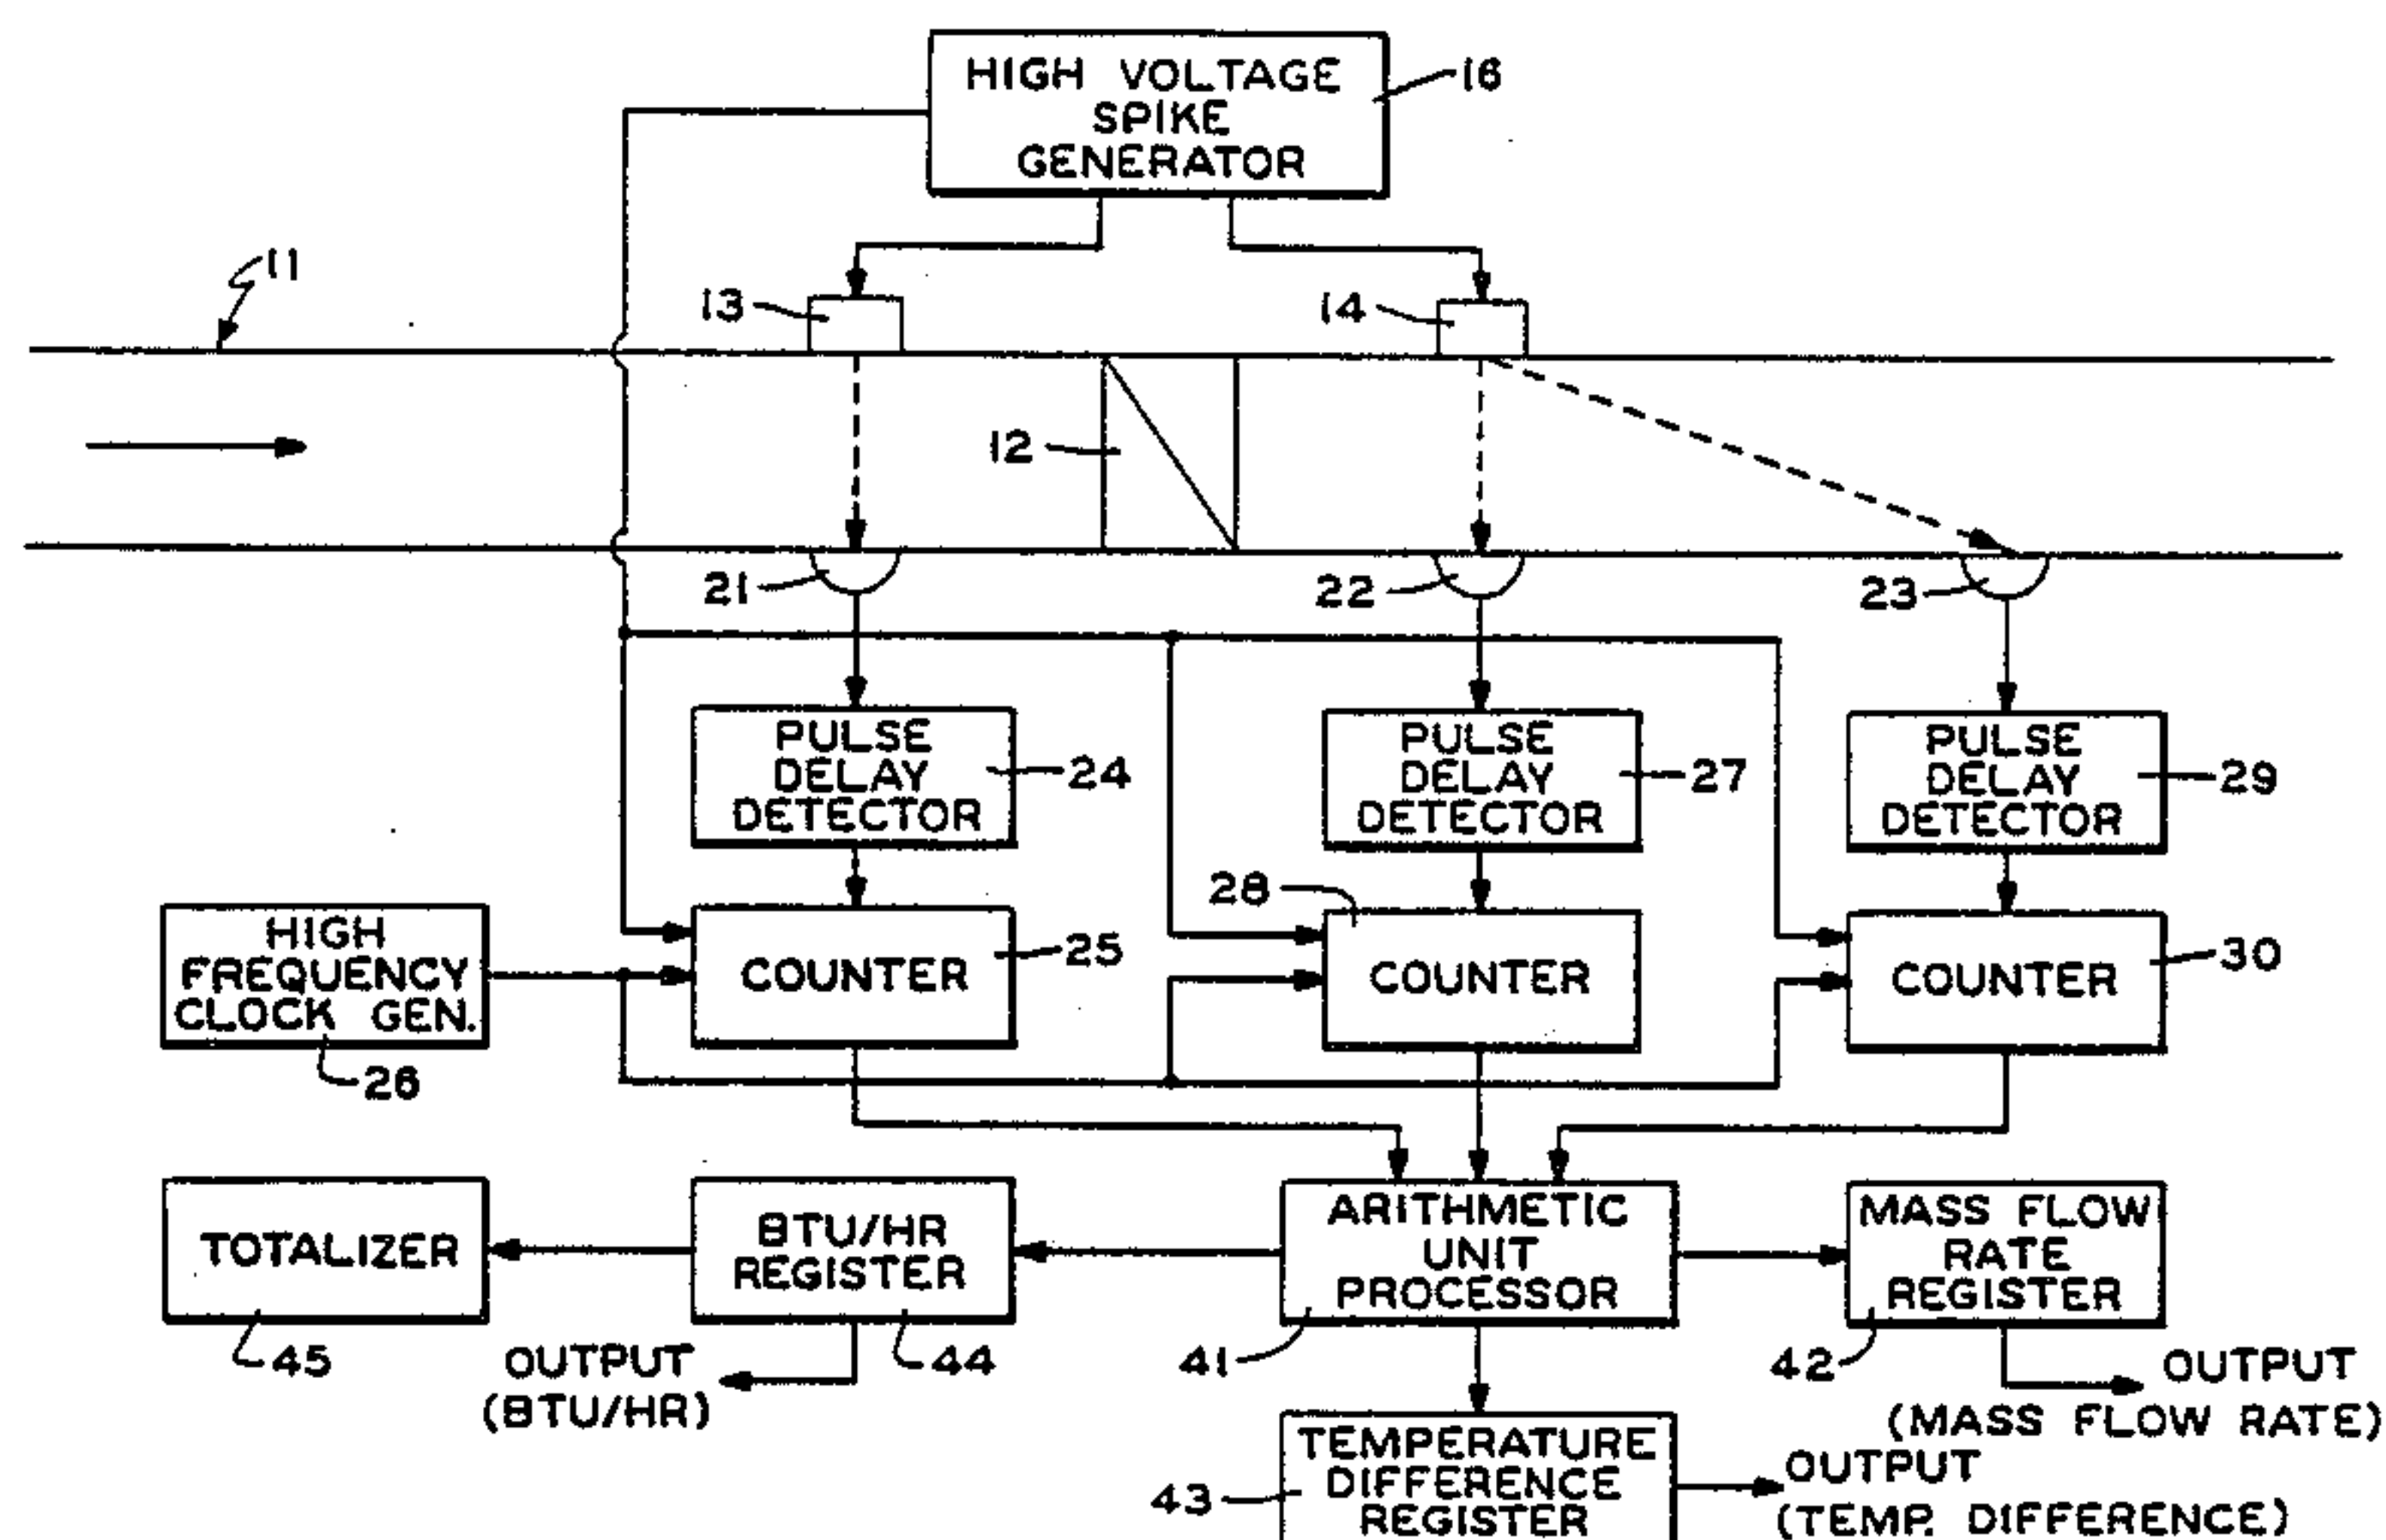 HIGH VOLTAGE
SPIKE
GENERATOR
16
11
13
14
12
21
22
23
PULSE
DELAY
DETECTOR
24
PULSE
DELAY
DETECTOR
27
PULSE
DELAY
DETECTOR
29
28
HIGH
FREQUENCY
CLOCK GEN.
26
COUNTER
25
COUNTER
COUNTER
30
TOTALIZER
45
BTU/HR
REGISTER
44
OUTPUT
(BTU/HR)
ARITHMETIC
UNIT
PROCESSOR
41
MASS FLOW
RATE
REGISTER
42
OUTPUT
(MASS FLOW RATE)
TEMPERATURE
DIFFERENCE
REGISTER
43
OUTPUT
(TEMP. DIFFERENCE)